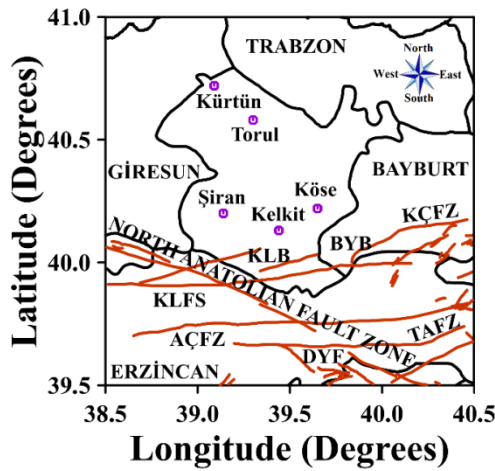 41.0
TRABZON
North
West
East
South
Kürtün
40.5
Torul
GİRESUN
BAYBURT
Şiran
Köse
Kelkit
KÇFZ
NORTH ANATOLIAN FAULT ZONE
KLB
BYB
40.0
KLFS
TAFZ
AÇFZ
DYF
ERZİNCAN
39.5
38.5
39.0
39.5
40.0
40.5
Latitude (Degrees)
Longitude (Degrees)